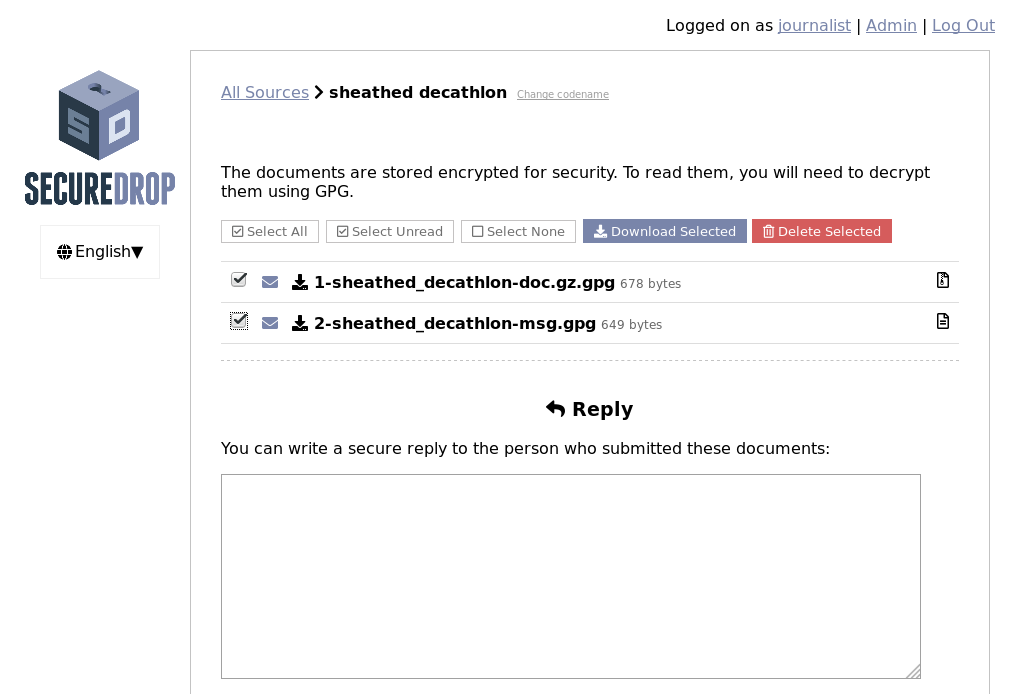 Logged on as journalist | Admin | Log Out
All Sources sheathed decathlon Change codename
SD
SECUREDROP
English▼
The documents are stored encrypted for security. To read them, you will need to decrypt
them using GPG.
Select All Select Unread Select None Download Selected Delete Selected
1-sheathed_decathlon-doc.gz.gpg 678 bytes
2-sheathed_decathlon-msg.gpg 649 bytes
Reply
You can write a secure reply to the person who submitted these documents: